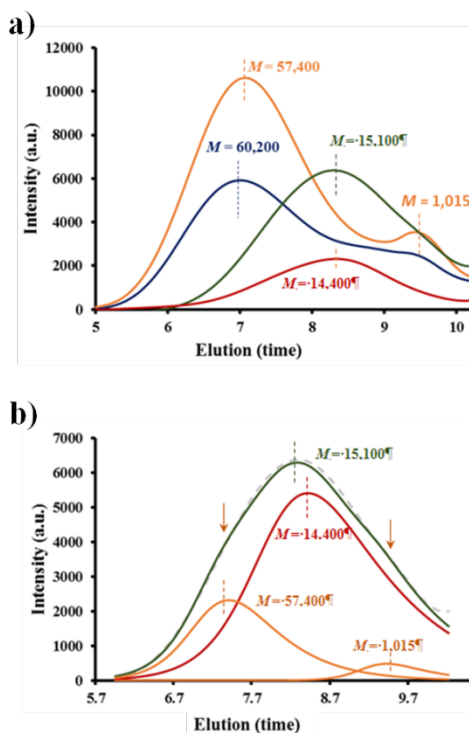 a)
12000
10000
8000
6000
4000
2000
0
Intensity (a.u.)
M = 57,400
M = 60,200
M.=·15,100¶
M = 1,015
M.=·14,400¶
5 6 7 8 9 10
Elution (time)
b)
7000
6000
5000
4000
3000
2000
1000
0
Intensity (a.u.)
M.=·15,100¶
M.=·14.400¶
M =·57.400¶
M.=·1,015¶
5.7 6.7 7.7 8.7 9.7
Elution (time)